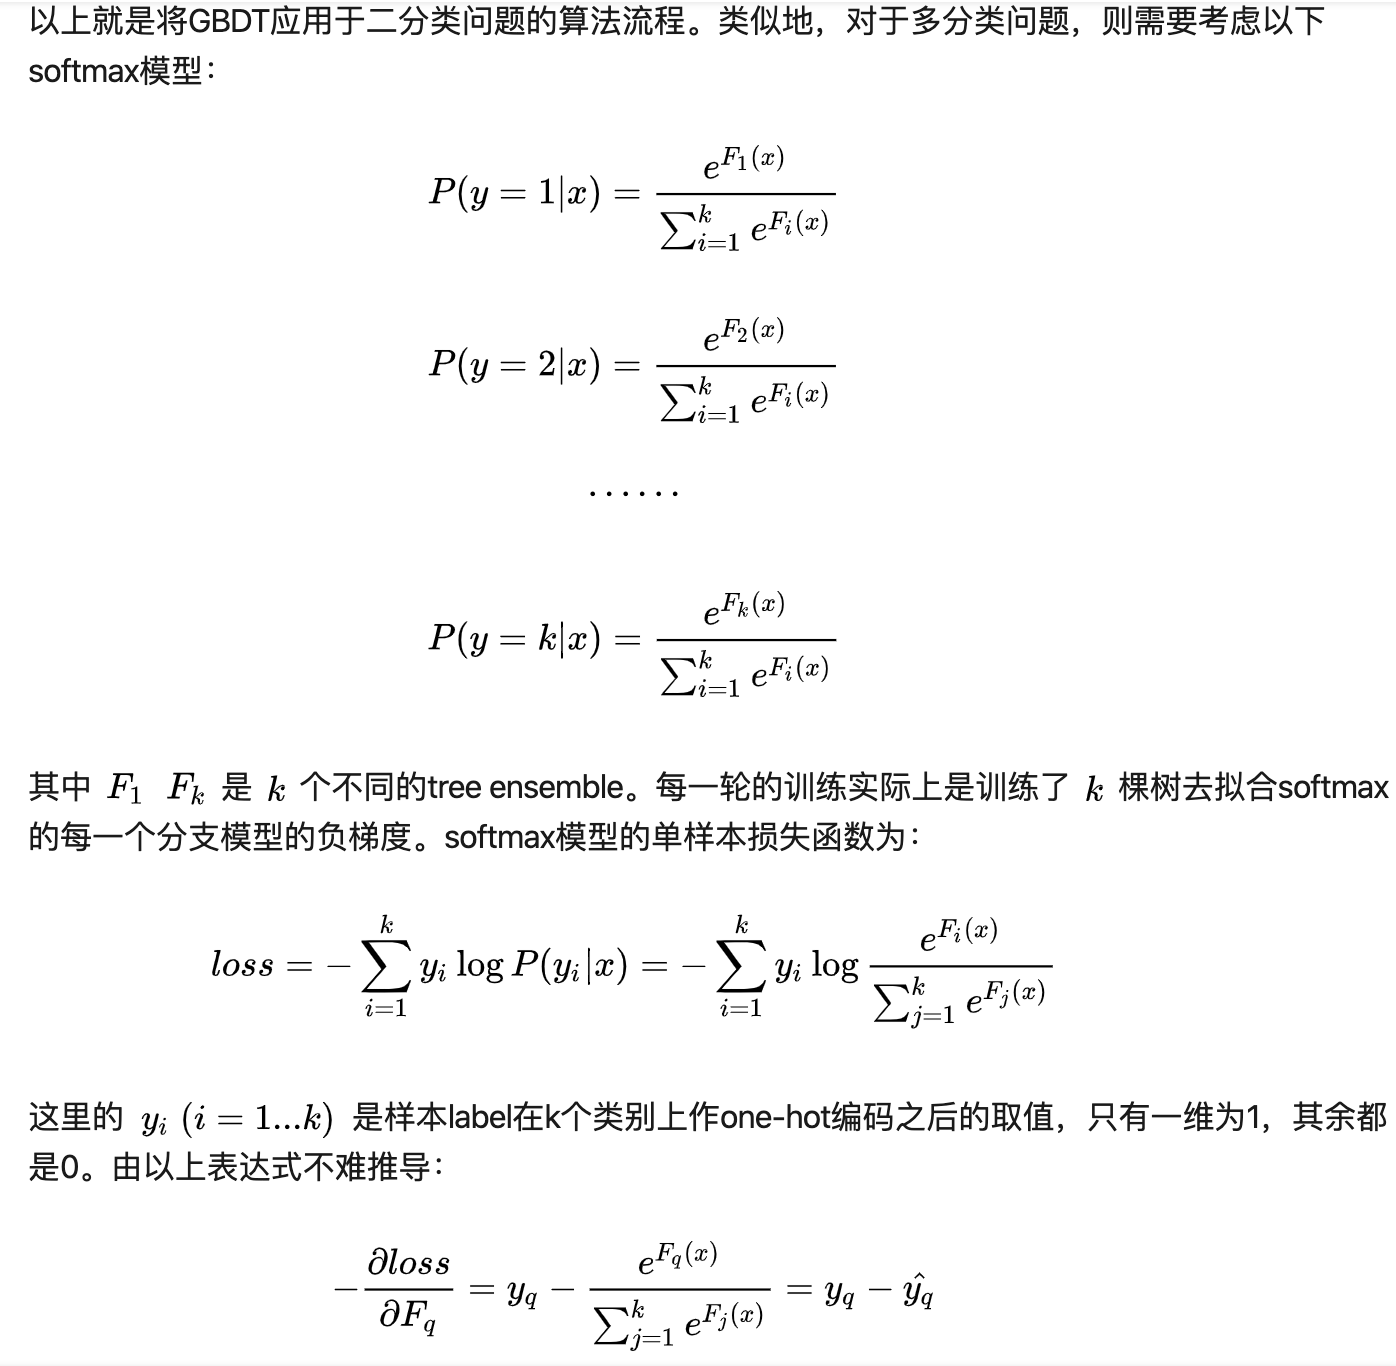 以上就是将GBDT应用于二分类问题的算法流程。类似地，对于多分类问题，则需要考虑以下
softmax模型：
P(y = 1|x) = \frac{e^{F_1(x)}}{\sum_{i=1}^{k} e^{F_i(x)}}
P(y = 2|x) = \frac{e^{F_2(x)}}{\sum_{i=1}^{k} e^{F_i(x)}}
......
P(y = k|x) = \frac{e^{F_k(x)}}{\sum_{i=1}^{k} e^{F_i(x)}}
其中 F_1 F_k 是 k 个不同的tree ensemble。每一轮的训练实际上是训练了 k 棵树去拟合softmax
的每一个分支模型的负梯度。softmax模型的单样本损失函数为：
loss = -\sum_{i=1}^{k} y_i \log P(y_i|x) = -\sum_{i=1}^{k} y_i \log \frac{e^{F_i(x)}}{\sum_{j=1}^{k} e^{F_j(x)}}
这里的 y_i (i = 1...k) 是样本label在k个类别上作one-hot编码之后的取值，只有一维为1，其余都
是0。由以上表达式不难推导：
-\frac{\partial loss}{\partial F_q} = y_q - \frac{e^{F_q(x)}}{\sum_{j=1}^{k} e^{F_j(x)}} = y_q - \hat{y_q}